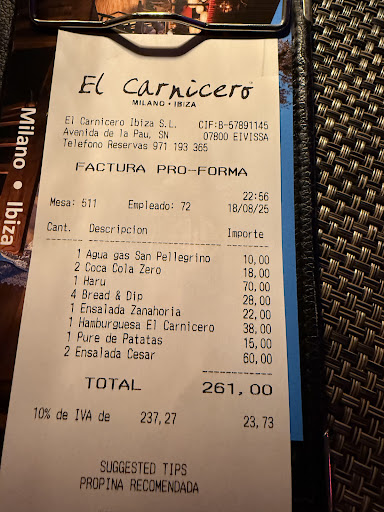 El Carnicero
MILANO • IBIZA
El Carnicero Ibiza S.L. CIF:B-57891145
Avenida de la Pau, SN 07800 EIVISSA
Telefono Reservas 971 193 365
FACTURA PRO-FORMA
22:56
Mesa: 511 Empleado: 72 18/08/25
Cant. Descripcion Importe
1 Agua gas San Pellegrino 10,00
2 Coca Cola Zero 18,00
1 Haru 70,00
4 Bread & Dip 28,00
1 Ensalada Zanahoria 22,00
1 Hamburguesa El Carnicero 38,00
1 Pure de Patatas 15,00
2 Ensalada Cesar 60,00
TOTAL 261,00
10% de IVA de 237,27 23,73
SUGGESTED TIPS
PROPINA RECOMENDADA
Milano • Ibiza